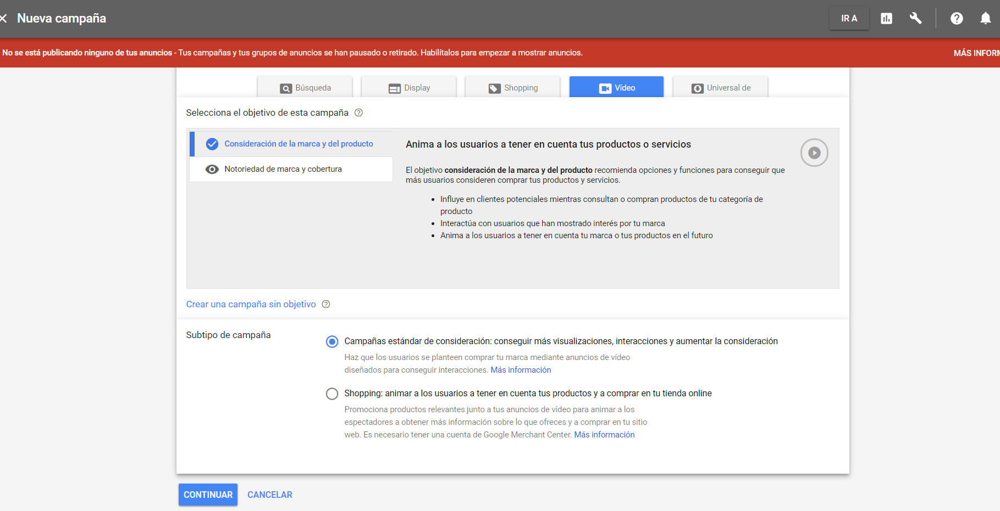 Nueva campaña
IR A
No se está publicando ninguno de tus anuncios - Tus campañas y tus grupos de anuncios se han pausado o retirado. Habilítalos para empezar a mostrar anuncios.
MÁS INFORM
Búsqueda
Display
Shopping
Vídeo
Universal de
Selecciona el objetivo de esta campaña
Consideración de la marca y del producto
Notoriedad de marca y cobertura
Anima a los usuarios a tener en cuenta tus productos o servicios
El objetivo consideración de la marca y del producto recomienda opciones y funciones para conseguir que
más usuarios consideren comprar tus productos y servicios.
Influye en clientes potenciales mientras consultan o compran productos de tu categoría de
producto
Interactúa con usuarios que han mostrado interés por tu marca
Anima a los usuarios a tener en cuenta tu marca o tus productos en el futuro
Crear una campaña sin objetivo
Subtipo de campaña
Campañas estándar de consideración: conseguir más visualizaciones, interacciones y aumentar la consideración
Haz que los usuarios se planteen comprar tu marca mediante anuncios de vídeo
diseñados para conseguir interacciones. Más información
Shopping: animar a los usuarios a tener en cuenta tus productos y a comprar en tu tienda online
Promociona productos relevantes junto a tus anuncios de vídeo para animar a los
espectadores a obtener más información sobre lo que ofreces y a comprar en tu sitio
web. Es necesario tener una cuenta de Google Merchant Center. Más información
CONTINUAR
CANCELAR